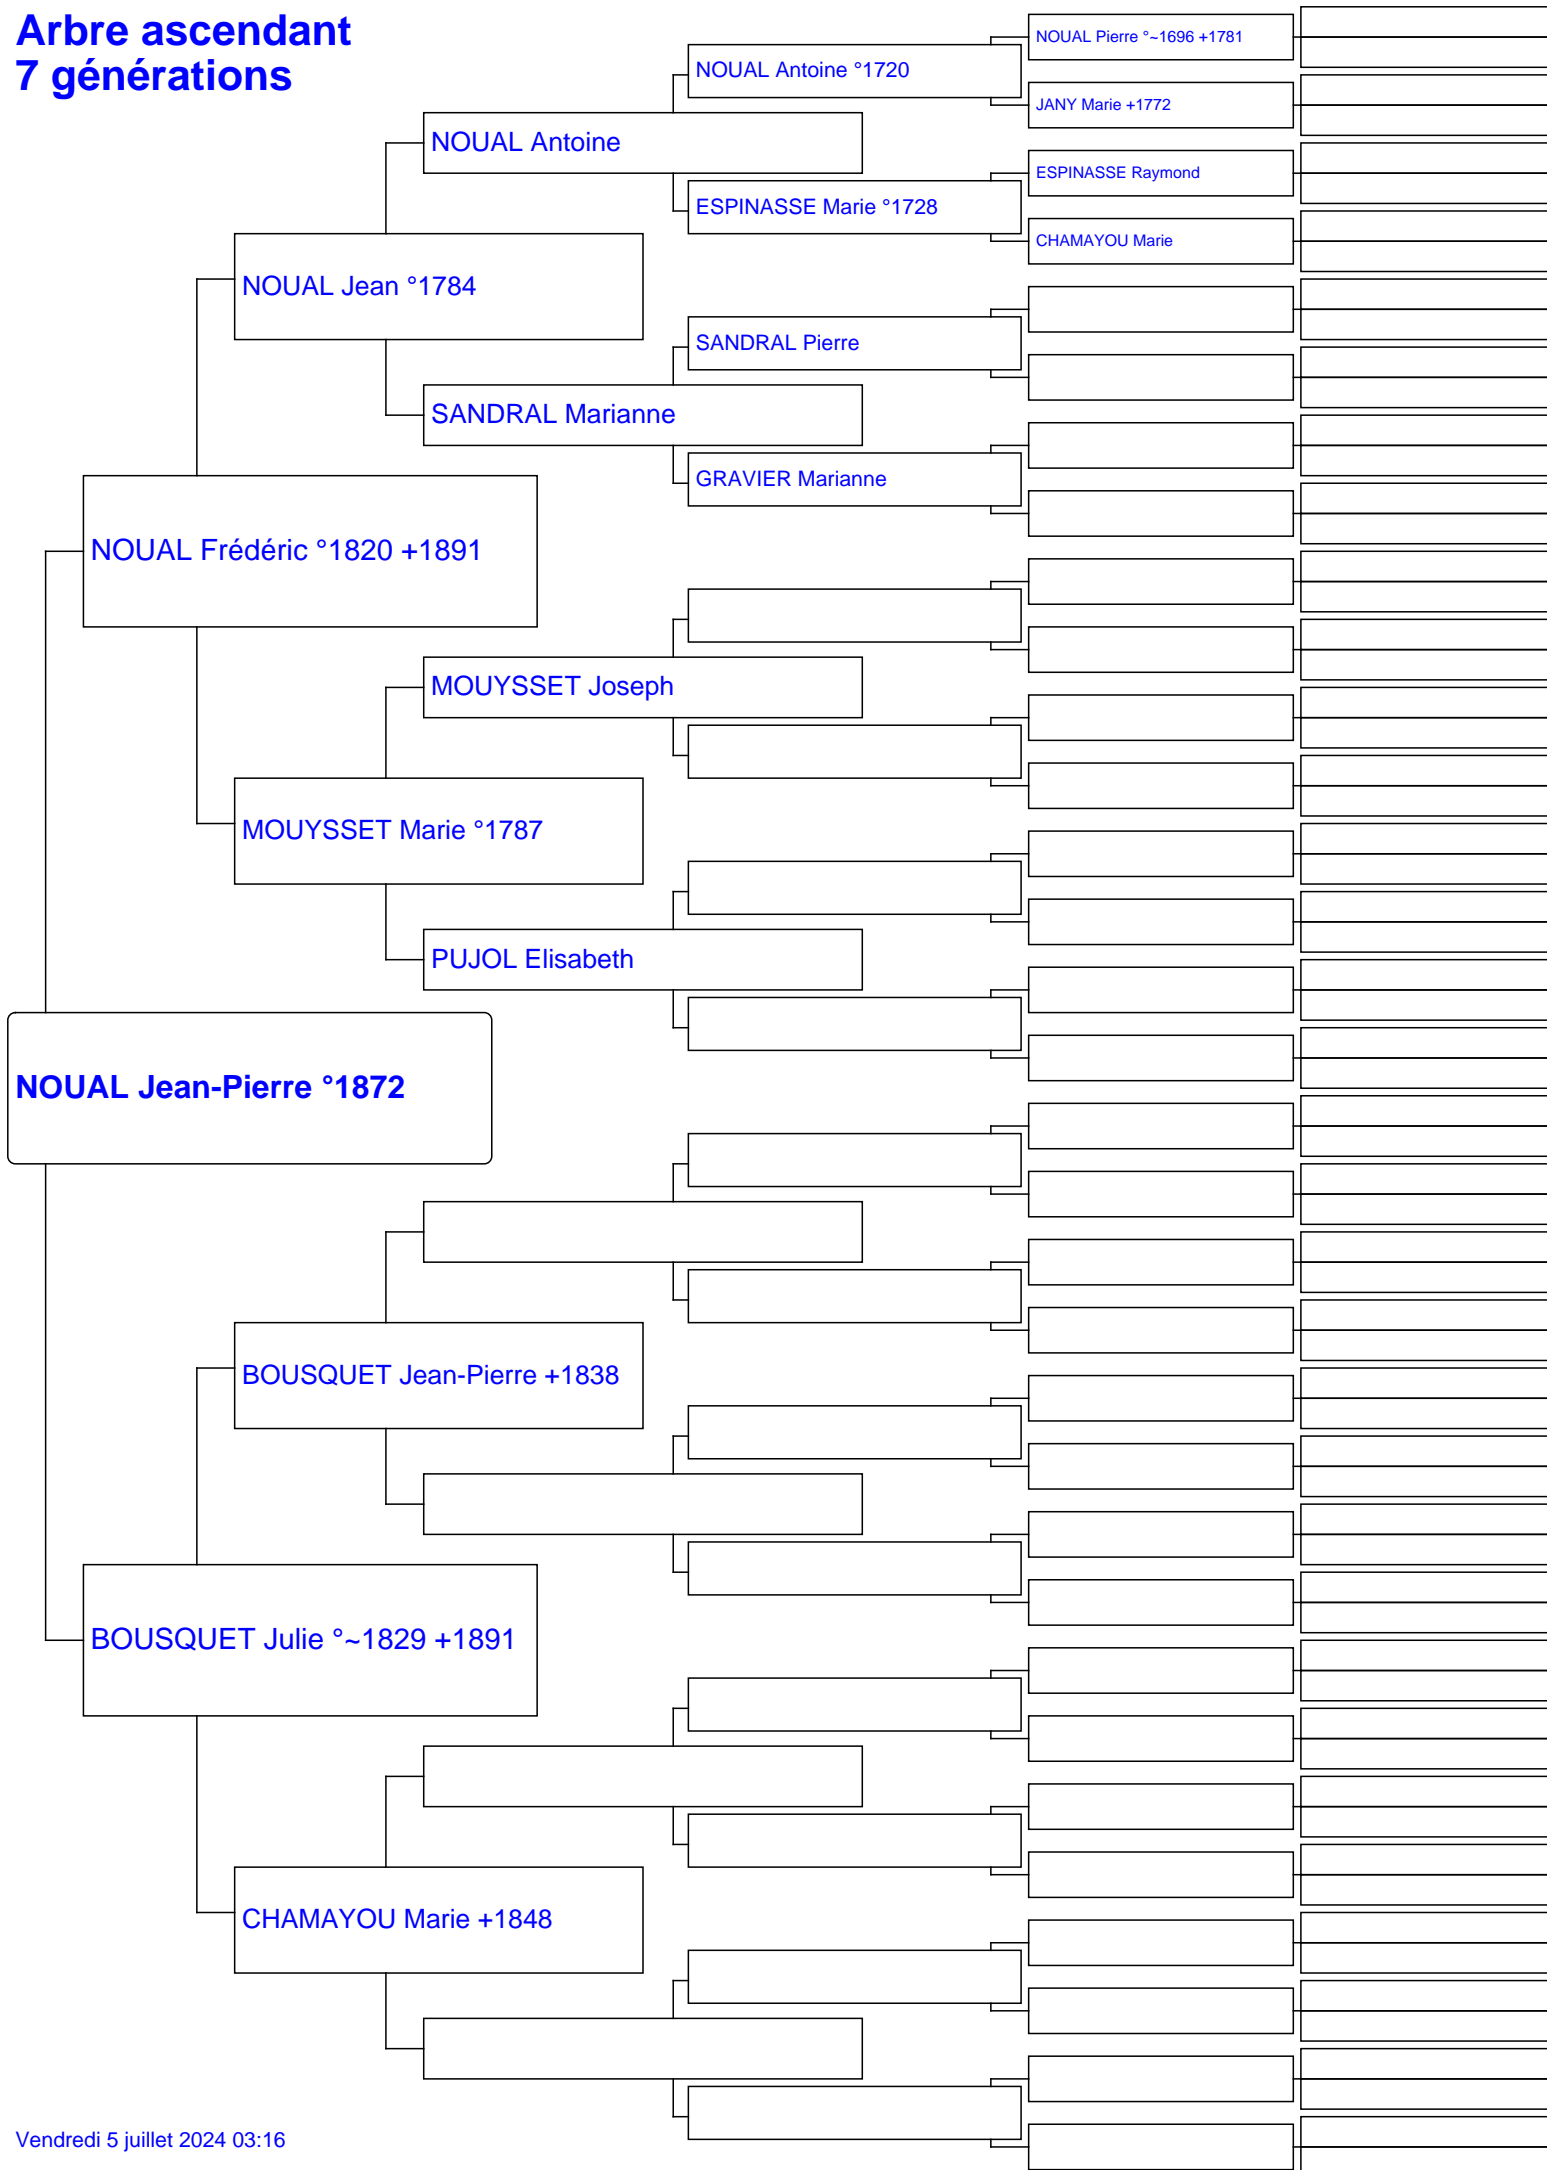 Arbre ascendant
7 générations
NOUAL Pierre °~1696 +1781
NOUAL Antoine °1720
JANY Marie +1772
NOUAL Antoine
ESPINASSE Raymond
ESPINASSE Marie °1728
CHAMAYOU Marie
NOUAL Jean °1784
SANDRAL Pierre
SANDRAL Marianne
GRAVIER Marianne
NOUAL Frédéric °1820 +1891
MOUYSSET Joseph
MOUYSSET Marie °1787
PUJOL Elisabeth
NOUAL Jean-Pierre °1872
BOUSQUET Jean-Pierre +1838
BOUSQUET Julie °~1829 +1891
CHAMAYOU Marie +1848
Vendredi 5 juillet 2024 03:16